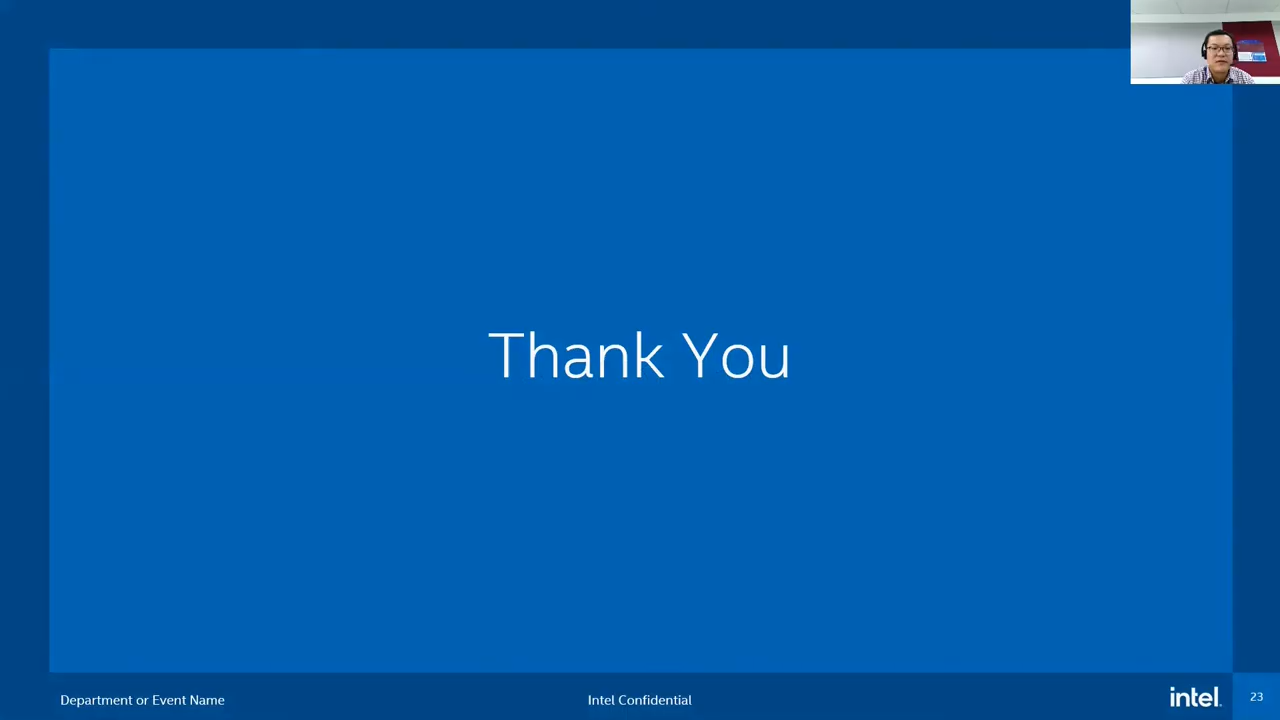 Thank You
Department or Event Name
Intel Confidential
intel.
23